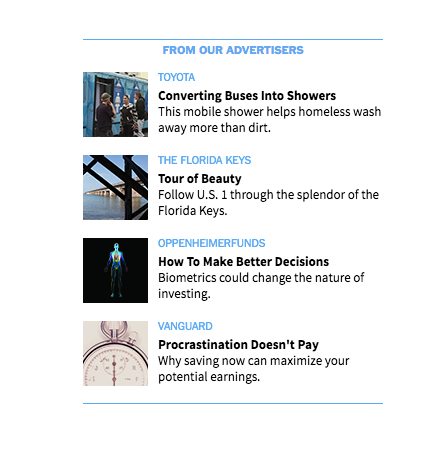 FROM OUR ADVERTISERS
TOYOTA
Converting Buses Into Showers
This mobile shower helps homeless wash
away more than dirt.
THE FLORIDA KEYS
Tour of Beauty
Follow U.S. 1 through the splendor of the
Florida Keys.
OPPENHEIMERFUNDS
How To Make Better Decisions
Biometrics could change the nature of
investing.
VANGUARD
Procrastination Doesn't Pay
Why saving now can maximize your
potential earnings.